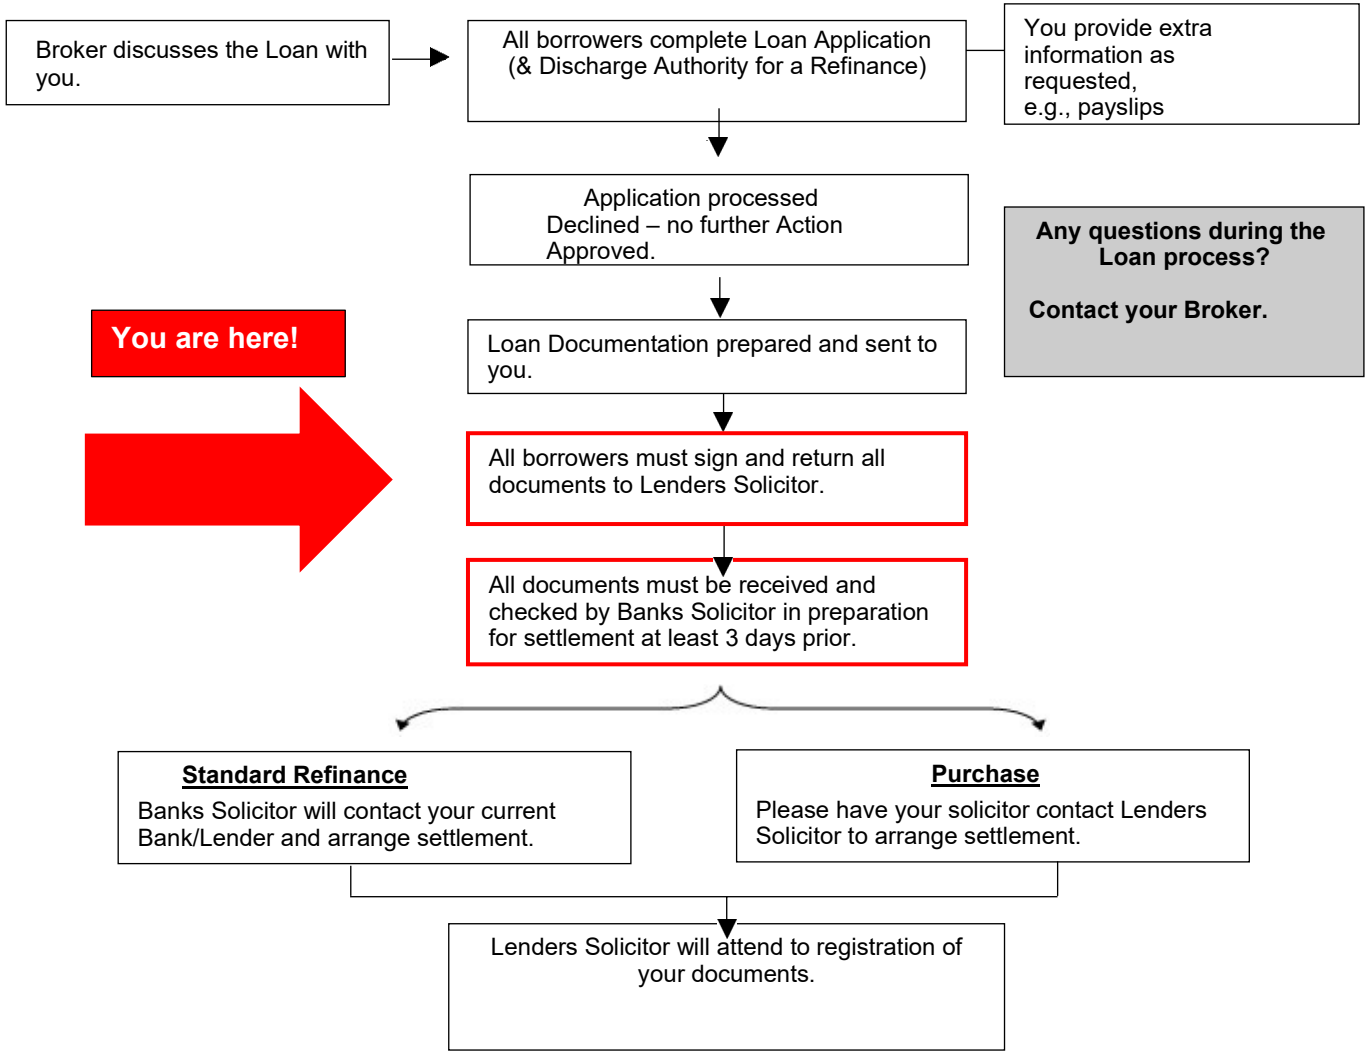 Broker discusses the Loan with
you.
All borrowers complete Loan Application
(& Discharge Authority for a Refinance)
You provide extra
information as
requested,
e.g., payslips
Application processed
Declined – no further Action
Approved.
Any questions during the
Loan process?
Contact your Broker.
You are here!
Loan Documentation prepared and sent to
you.
All borrowers must sign and return all
documents to Lenders Solicitor.
All documents must be received and
checked by Banks Solicitor in preparation
for settlement at least 3 days prior.
Standard Refinance
Banks Solicitor will contact your current
Bank/Lender and arrange settlement.
Purchase
Please have your solicitor contact Lenders
Solicitor to arrange settlement.
Lenders Solicitor will attend to registration of
your documents.